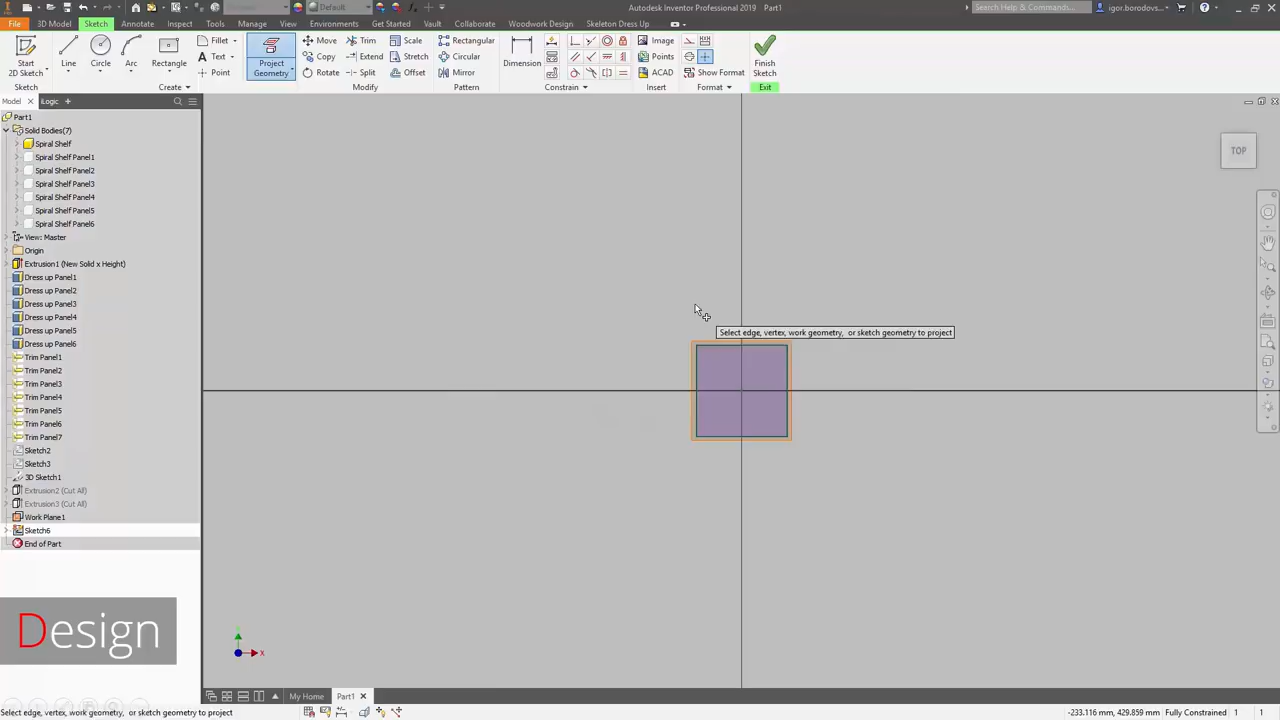 Default
Autodesk Inventor Professional 2019 Part1
Search Help & Commands...
igor.borodovs...
File
3D Model
Sketch
Annotate
Inspect
Tools
Manage
View
Environments
Get Started
Vault
Collaborate
Woodwork Design
Skeleton Dress Up
Start
2D Sketch
Line
Circle
Arc
Rectangle
Fillet
Text
Point
Project
Geometry
Move
Copy
Rotate
Trim
Extend
Split
Scale
Stretch
Offset
Rectangular
Circular
Mirror
Dimension
Image
Points
ACAD
Show Format
Finish
Sketch
Sketch
Create
Modify
Pattern
Constrain
Insert
Format
Exit
Model
Logic
Part1
Solid Bodies(7)
Spiral Shelf
Spiral Shelf Panel1
Spiral Shelf Panel2
Spiral Shelf Panel3
Spiral Shelf Panel4
Spiral Shelf Panel5
Spiral Shelf Panel6
View: Master
Origin
Extrusion1 (New Solid x Height)
Dress up Panel1
Dress up Panel2
Dress up Panel3
Dress up Panel4
Dress up Panel5
Dress up Panel6
Trim Panel1
Trim Panel2
Trim Panel3
Trim Panel4
Trim Panel5
Trim Panel6
Trim Panel7
Sketch2
Sketch3
3D Sketch1
Extrusion2 (Cut All)
Extrusion3 (Cut All)
Work Plane1
Sketch6
End of Part
TOP
Select edge, vertex, work geometry, or sketch geometry to project
Design
X
My Home
Part1
Select edge, vertex, work geometry, or sketch geometry to project
-233.116 mm, 429.859 mm
Fully Constrained
1
1